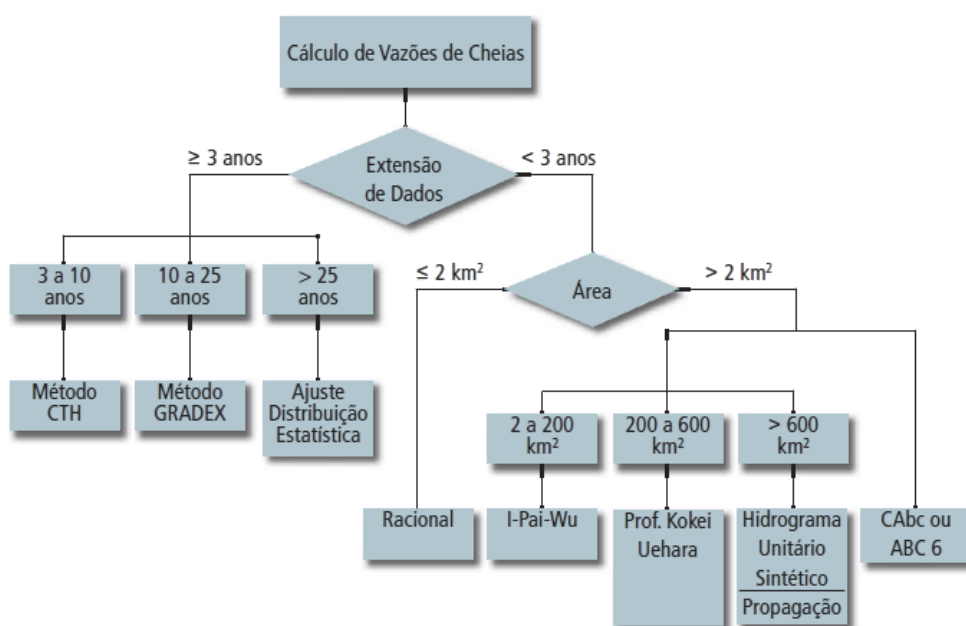 Cálculo de Vazões de Cheias
≥ 3 anos
Extensão
de Dados
< 3 anos
3 a 10
anos
10 a 25
anos
> 25
anos
≤ 2 km²
Área
> 2 km²
Método
CTH
Método
GRADEX
Ajuste
Distribuição
Estatística
2 a 200
km²
200 a 600
km²
> 600
km²
Racional
I-Pai-Wu
Prof. Kokei
Uehara
Hidrograma
Unitário
Sintético
Propagação
CAbc ou
ABC 6